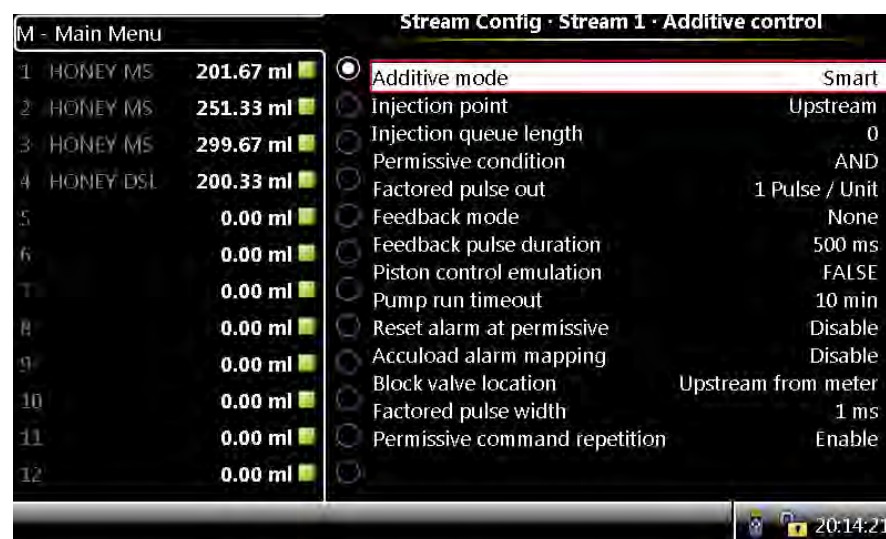 M - Main Menu
1 HONEY MS 201.67 ml
2 HONEY MS 251.33 ml
3 HONEY MS 299.67 ml
4 HONEY DSL 200.33 ml
5 0.00 ml
6 0.00 ml
7 0.00 ml
8 0.00 ml
9 0.00 ml
10 0.00 ml
11 0.00 ml
12 0.00 ml
Stream Config · Stream 1 · Additive control
Additive mode Smart
Injection point Upstream
Injection queue length 0
Permissive condition AND
Factored pulse out 1 Pulse / Unit
Feedback mode None
Feedback pulse duration 500 ms
Piston control emulation FALSE
Pump run timeout 10 min
Reset alarm at permissive Disable
Accuload alarm mapping Disable
Block valve location Upstream from meter
Factored pulse width 1 ms
Permissive command repetition Enable
20:14:21